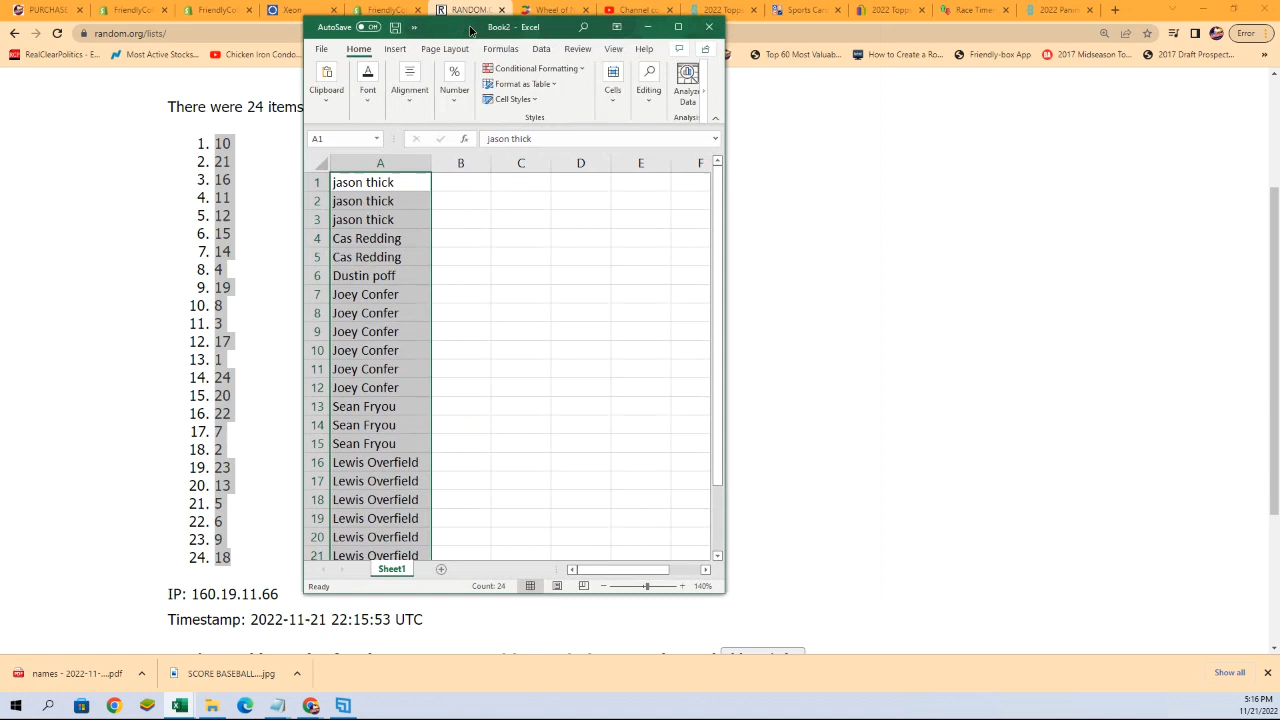 PURCHASE
FriendlyCo
FriendlyCo
Xeon
FriendlyCo
RANDOM.
Wheel of N
Channel co
2022 Topp
Sports Car
2022 Topp
Race Timer
2022 Panin
random.org/lists/
Error
RealClearPolitics - E...
Most Active Stocks...
Chicken Iron Condo
Top 60 Most Valuab...
How to Create a Ro...
Friendly-box App
2017 Midseason To...
2017 Draft Prospect...
AutoSave Off
Book2 - Excel
File Home Insert Page Layout Formulas Data Review View Help
Clipboard
Font
Alignment
Number
Conditional Formatting
Format as Table
Cell Styles
Styles
Cells
Editing
Analyze Data
Analysis
A1
jason thick
A B C D E F
1 jason thick
2 jason thick
3 jason thick
4 Cas Redding
5 Cas Redding
6 Dustin poff
7 Joey Confer
8 Joey Confer
9 Joey Confer
10 Joey Confer
11 Joey Confer
12 Joey Confer
13 Sean Fryou
14 Sean Fryou
15 Sean Fryou
16 Lewis Overfield
17 Lewis Overfield
18 Lewis Overfield
19 Lewis Overfield
20 Lewis Overfield
21 Lewis Overfield
Sheet1
Ready
Count: 24
140%
There were 24 items
1. 10
2. 21
3. 16
4. 11
5. 12
6. 15
7. 14
8. 4
9. 19
10. 8
11. 3
12. 17
13. 1
14. 24
15. 20
16. 22
17. 7
18. 2
19. 23
20. 13
21. 5
22. 6
23. 9
24. 18
IP: 160.19.11.66
Timestamp: 2022-11-21 22:15:53 UTC
names - 2022-11-....pdf
SCORE BASEBALL....jpg
Show all
5:16 PM
11/21/2022